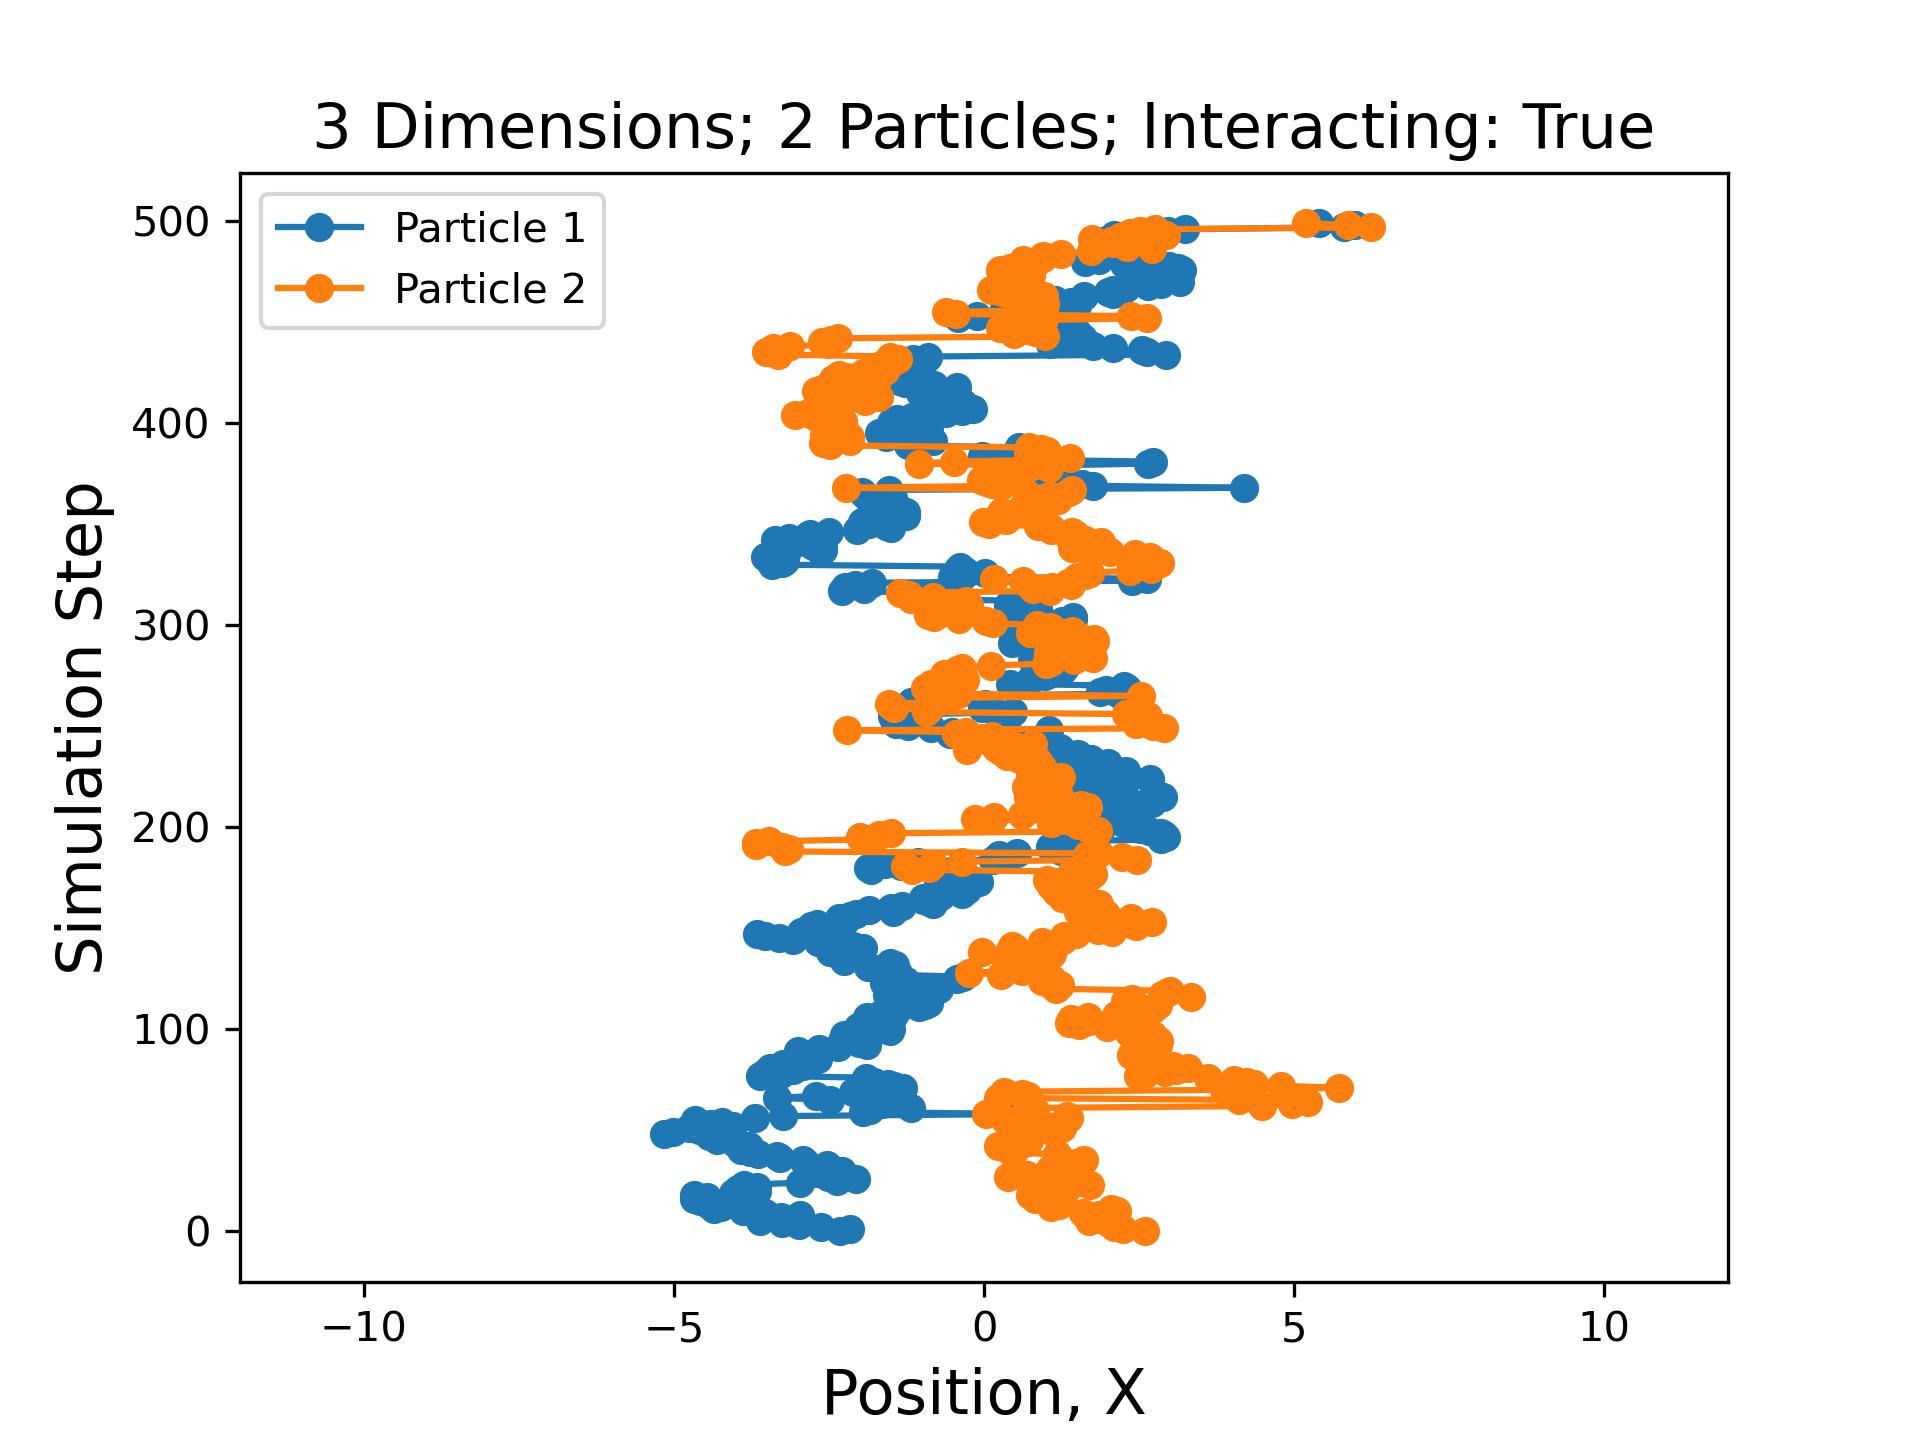 3 Dimensions; 2 Particles; Interacting: True
Particle 1
Particle 2
Simulation Step
500
400
300
200
100
0
−10
−5
0
5
10
Position, X